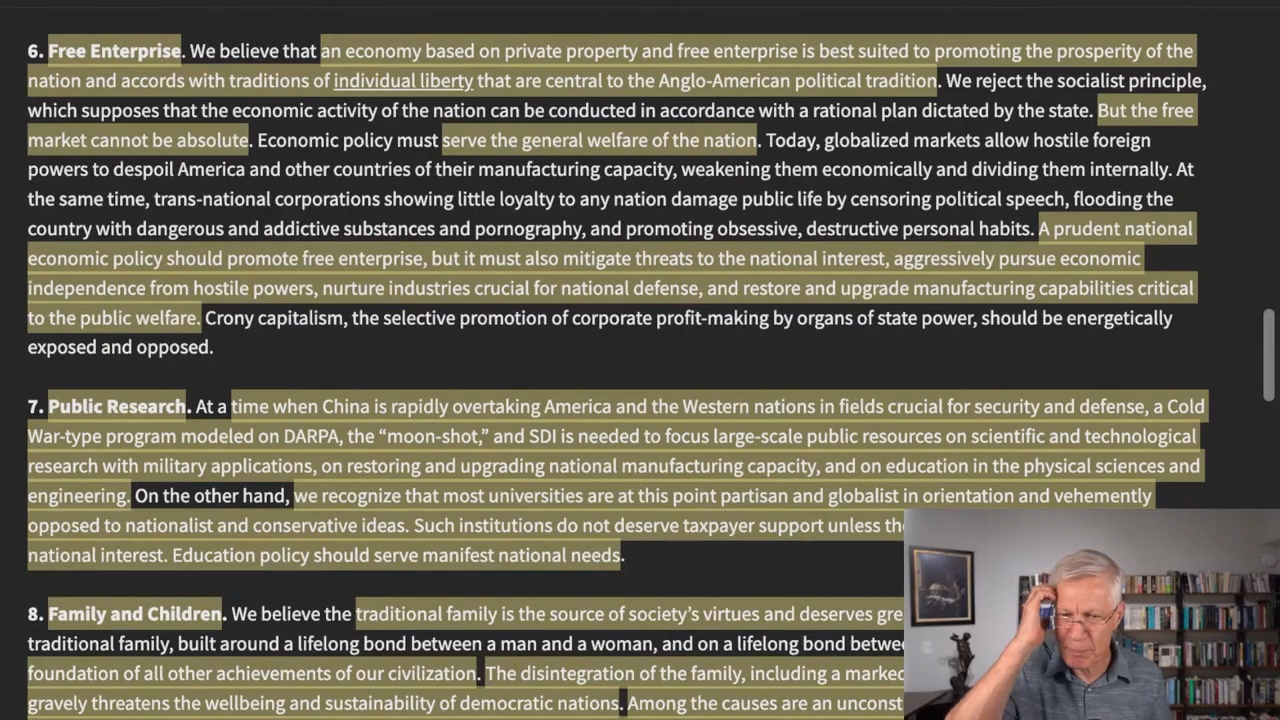 6. Free Enterprise. We believe that an economy based on private property and free enterprise is best suited to promoting the prosperity of the
nation and accords with traditions of individual liberty that are central to the Anglo-American political tradition. We reject the socialist principle,
which supposes that the economic activity of the nation can be conducted in accordance with a rational plan dictated by the state. But the free
market cannot be absolute. Economic policy must serve the general welfare of the nation. Today, globalized markets allow hostile foreign
powers to despoil America and other countries of their manufacturing capacity, weakening them economically and dividing them internally. At
the same time, trans-national corporations showing little loyalty to any nation damage public life by censoring political speech, flooding the
country with dangerous and addictive substances and pornography, and promoting obsessive, destructive personal habits. A prudent national
economic policy should promote free enterprise, but it must also mitigate threats to the national interest, aggressively pursue economic
independence from hostile powers, nurture industries crucial for national defense, and restore and upgrade manufacturing capabilities critical
to the public welfare. Crony capitalism, the selective promotion of corporate profit-making by organs of state power, should be energetically
exposed and opposed.
7. Public Research. At a time when China is rapidly overtaking America and the Western nations in fields crucial for security and defense, a Cold
War-type program modeled on DARPA, the “moon-shot,” and SDI is needed to focus large-scale public resources on scientific and technological
research with military applications, on restoring and upgrading national manufacturing capacity, and on education in the physical sciences and
engineering. On the other hand, we recognize that most universities are at this point partisan and globalist in orientation and vehemently
opposed to nationalist and conservative ideas. Such institutions do not deserve taxpayer support unless
national interest. Education policy should serve manifest national needs.
8. Family and Children. We believe the traditional family is the source of society’s virtues and deserves
traditional family, built around a lifelong bond between a man and a woman, and on a lifelong bond
foundation of all other achievements of our civilization. The disintegration of the family, including a
gravely threatens the wellbeing and sustainability of democratic nations. Among the causes are an